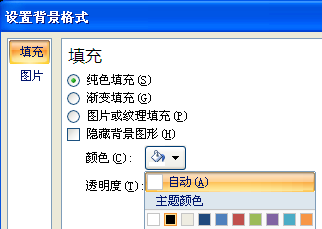 设置背景格式
填充
图片
填充
纯色填充(S)
渐变填充(G)
图片或纹理填充(P)
隐藏背景图形(H)
颜色(C):
透明度(T):
自动(A)
主题颜色